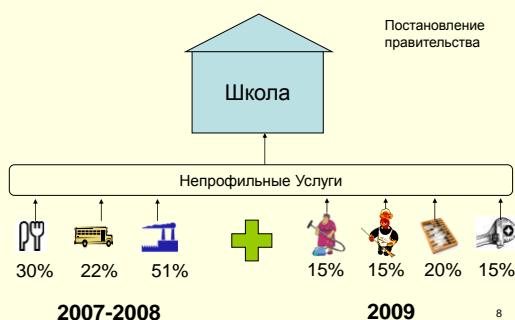 Постановление
правительства
Школа
Непрофильные Услуги
30% 22% 51% 15% 15% 20% 15%
2007-2008 2009
8